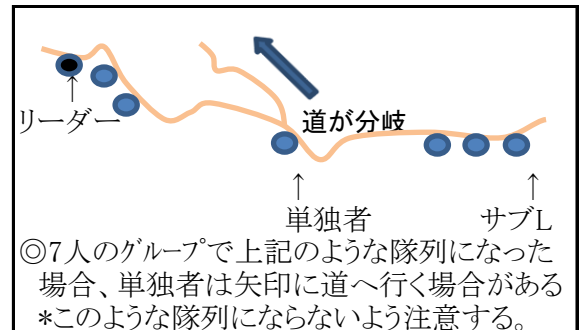 リーダー
道が分岐
単独者
サブL
◎7人のグループで上記のような隊列になった
場合、単独者は矢印に道へ行く場合がある
*このような隊列にならないよう注意する。